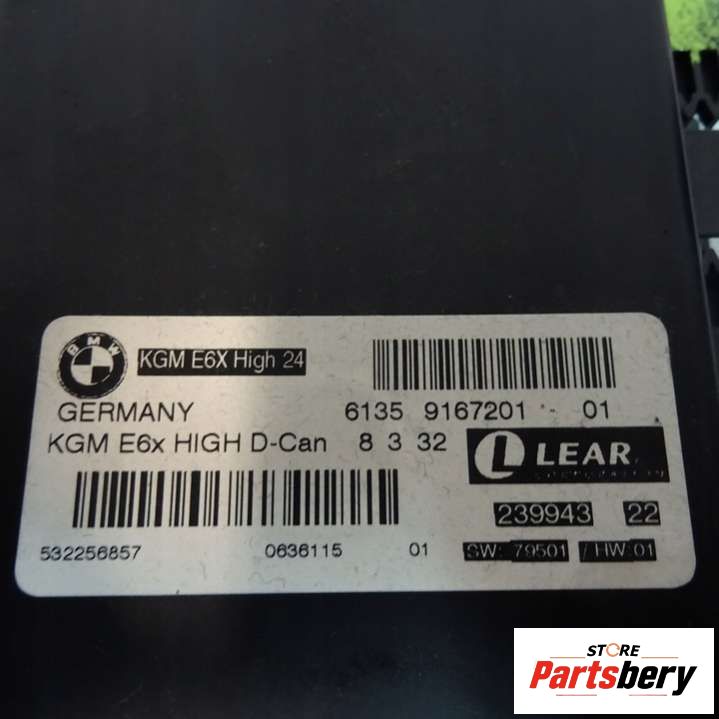 BMW
KGM E6X High 24
GERMANY 6135 9167201 01
KGM E6x HIGH D-Can 8 3 32
LEAR
CORPORATION
239943 22
532256857 0636115 01 SW: 79501 / HW:01
STORE
Partsbery